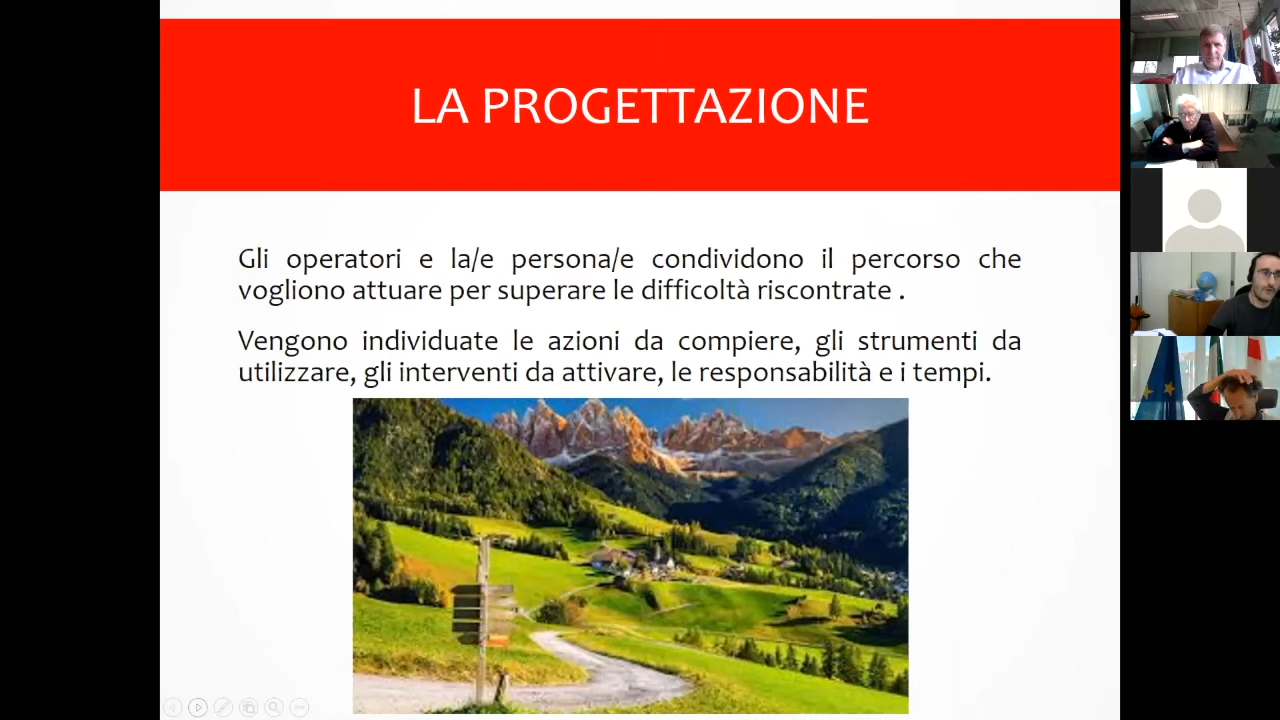 LA PROGETTAZIONE
Gli operatori e la/e persona/e condividono il percorso che
vogliono attuare per superare le difficoltà riscontrate .
Vengono individuate le azioni da compiere, gli strumenti da
utilizzare, gli interventi da attivare, le responsabilità e i tempi.